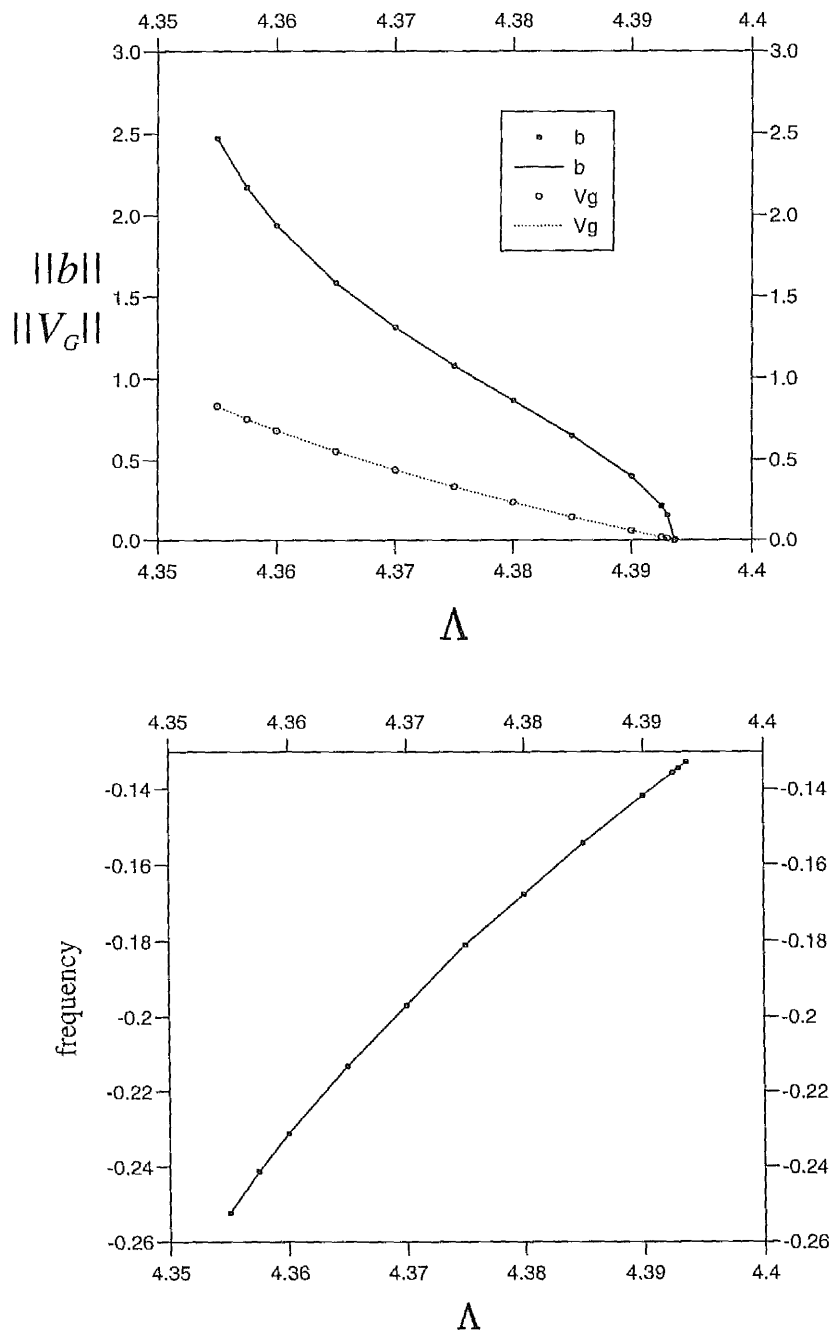 4.35 4.36 4.37 4.38 4.39 4.4
3.0 3.0
2.5 2.5
2.0 2.0
1.5 1.5
1.0 1.0
0.5 0.5
0.0 0.0
b
b
Vg
Vg
||b||
||V_G||
4.35 4.36 4.37 4.38 4.39 4.4
Λ
4.35 4.36 4.37 4.38 4.39 4.4
-0.14 -0.14
-0.16 -0.16
-0.18 -0.18
-0.2 -0.2
-0.22 -0.22
-0.24 -0.24
-0.26 -0.26
frequency
4.35 4.36 4.37 4.38 4.39 4.4
Λ